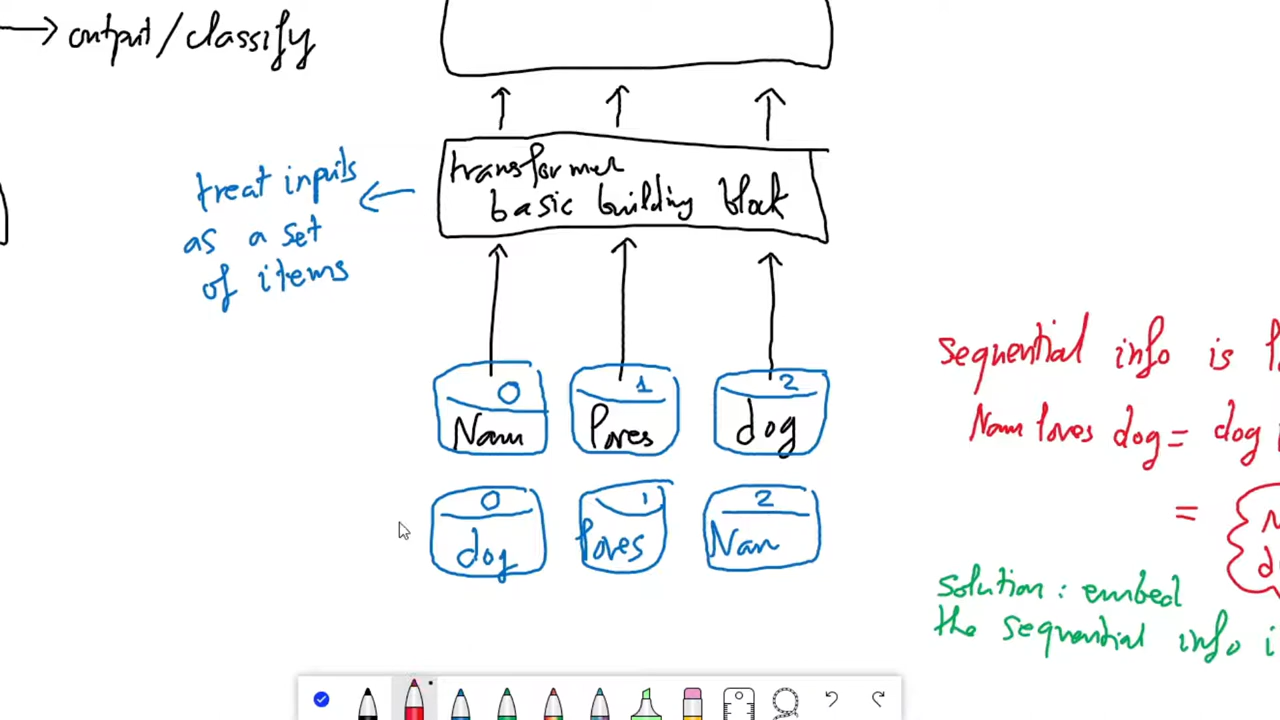 output/classify
transformer
basic building block
treat inputs
as a set
of items
0 1 2
Nam loves dog
0 1 2
dog loves Nam
sequential info is
Nam loves dog = dog
=
solution: embed
the sequential info